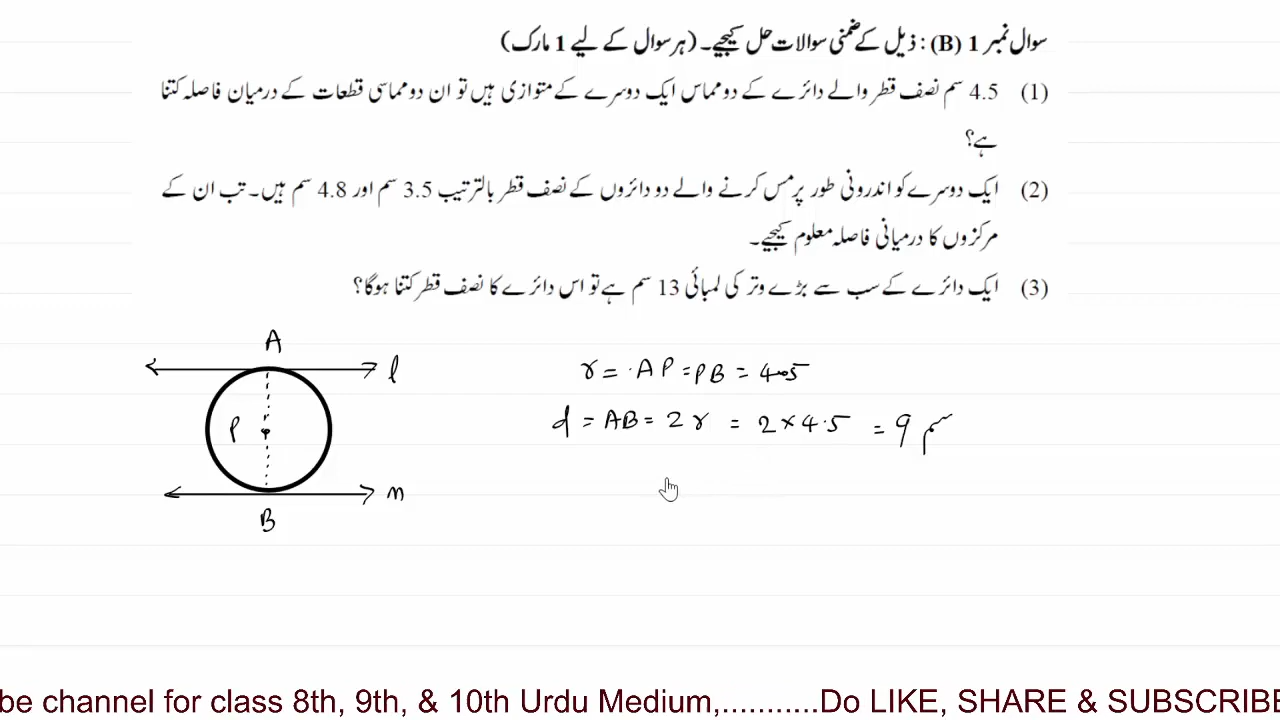 سوال نمبر 1 (B) : ذیل کے ضمنی سوالات حل کیجیے۔ (ہر سوال کے لیے 1 مارک)
(1) 4.5 سم نصف قطر والے دائرے کے دو مماس ایک دوسرے کے متوازی ہیں تو ان دو مماسی قطعات کے درمیان فاصلہ کتنا
ہے؟
(2) ایک دوسرے کو اندرونی طور پر مس کرنے والے دو دائروں کے نصف قطر بالترتیب 3.5 سم اور 4.8 سم ہیں۔ تب ان کے
مرکزوں کا درمیانی فاصلہ معلوم کیجیے۔
(3) ایک دائرے کے سب سے بڑے وتر کی لمبائی 13 سم ہے تو اس دائرے کا نصف قطر کتنا ہوگا؟
A
l
P
m
B
r = AP = PB = 4.5
d = AB = 2r = 2 × 4.5 = 9 سم
be channel for class 8th, 9th, & 10th Urdu Medium,...........Do LIKE, SHARE & SUBSCRIBE